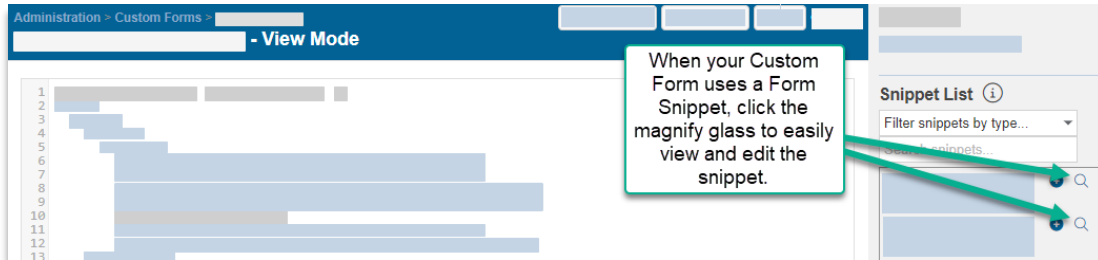 Administration > Custom Forms >
- View Mode
When your Custom
Form uses a Form
Snippet, click the
magnify glass to easily
view and edit the
snippet.
Snippet List
Filter snippets by type...
Search snippets...
1
2
3
4
5
6
7
8
9
10
11
12
13